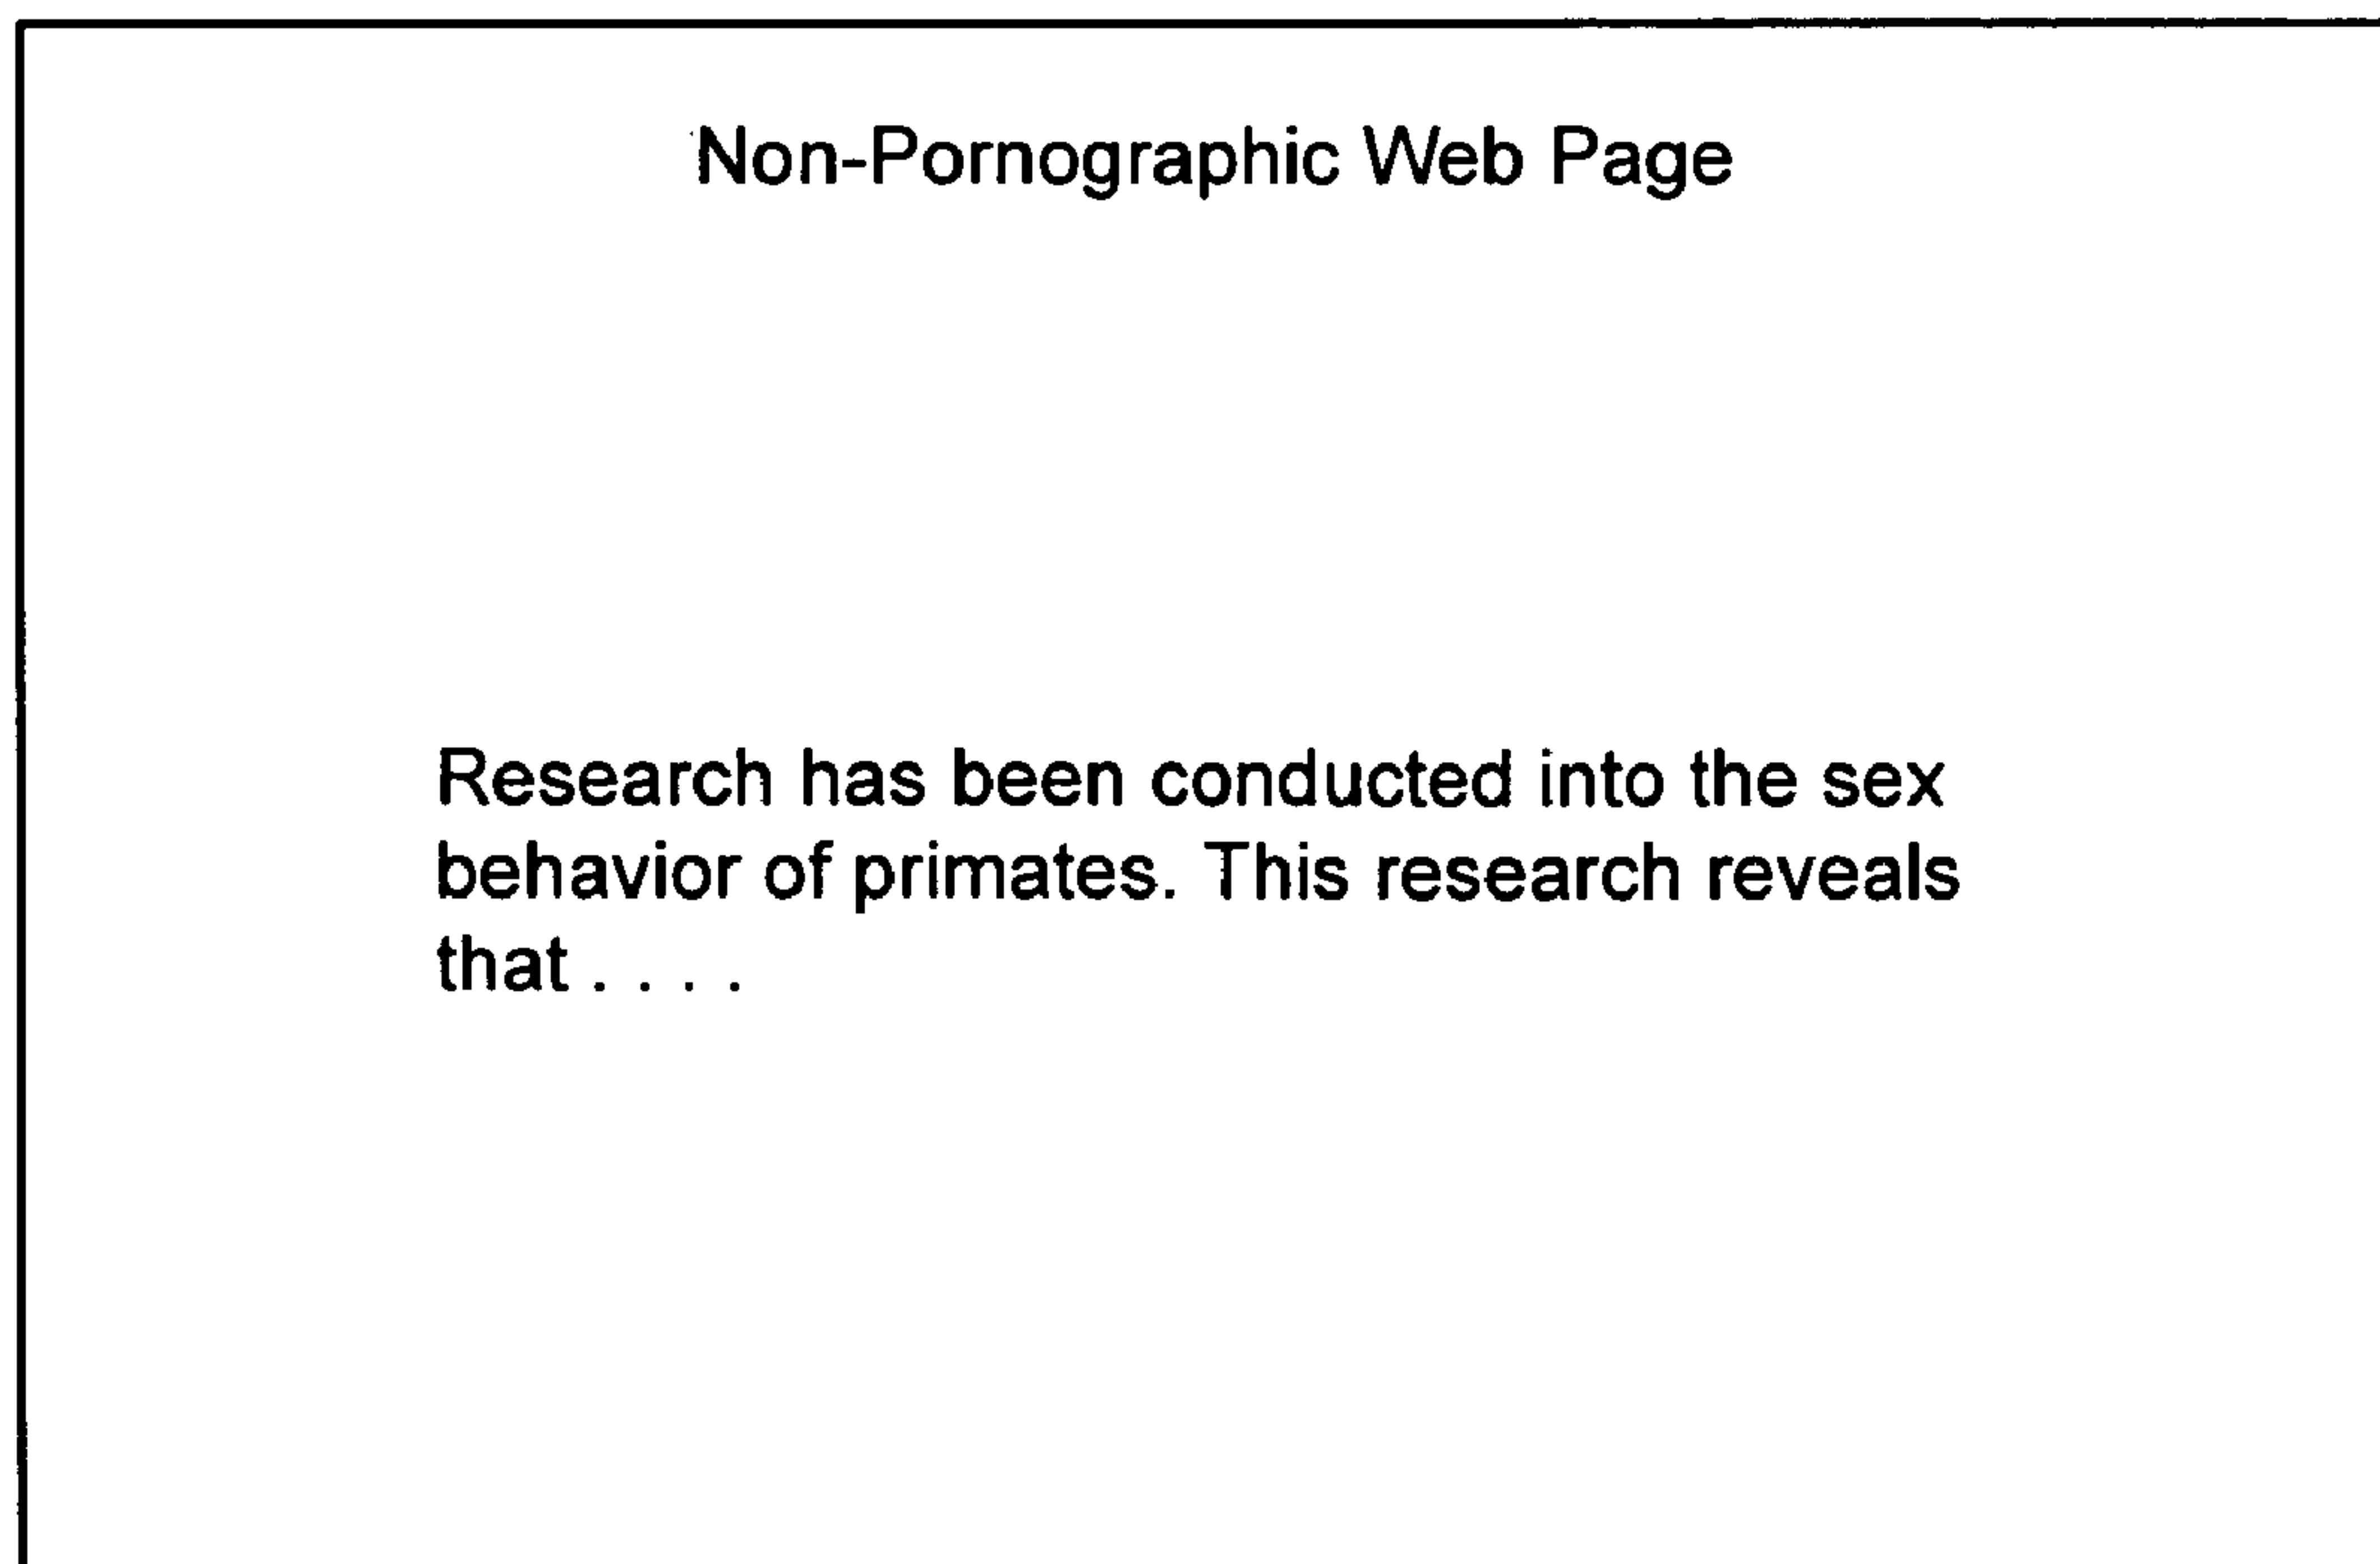 Non-Pornographic Web Page
Research has been conducted into the sex
behavior of primates. This research reveals
that . . . .